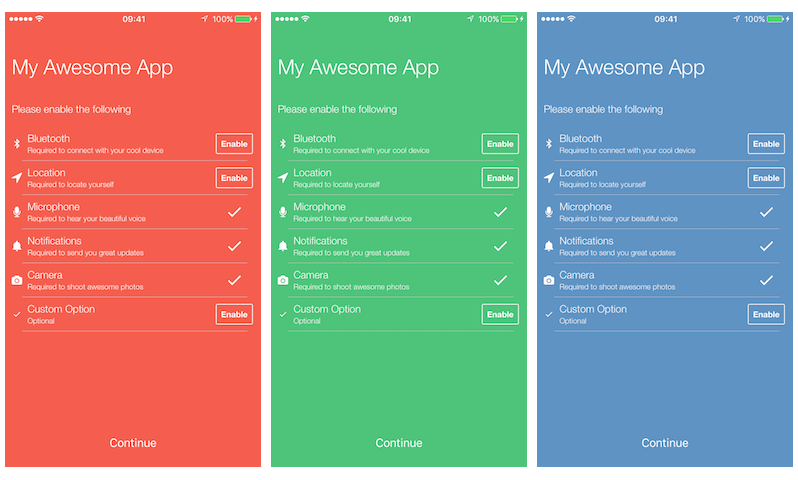 09:41 100%
My Awesome App
Please enable the following
Bluetooth
Required to connect with your cool device
Enable
Location
Required to locate yourself
Enable
Microphone
Required to hear your beautiful voice
Notifications
Required to send you great updates
Camera
Required to shoot awesome photos
Custom Option
Optional
Enable
Continue
09:41 100%
My Awesome App
Please enable the following
Bluetooth
Required to connect with your cool device
Enable
Location
Required to locate yourself
Enable
Microphone
Required to hear your beautiful voice
Notifications
Required to send you great updates
Camera
Required to shoot awesome photos
Custom Option
Optional
Enable
Continue
09:41 100%
My Awesome App
Please enable the following
Bluetooth
Required to connect with your cool device
Enable
Location
Required to locate yourself
Enable
Microphone
Required to hear your beautiful voice
Notifications
Required to send you great updates
Camera
Required to shoot awesome photos
Custom Option
Optional
Enable
Continue